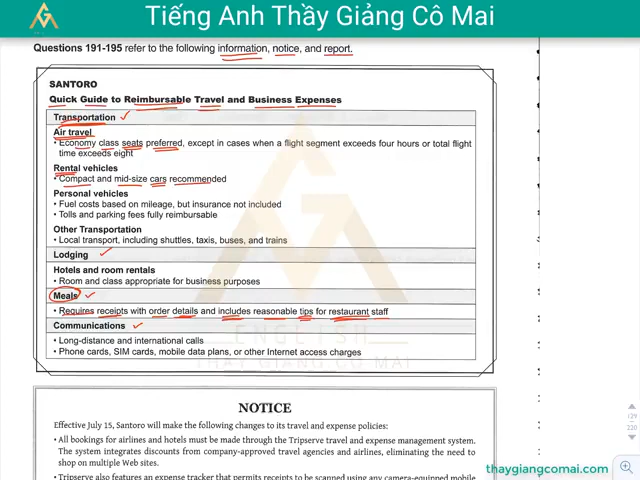 AM
Tiếng Anh Thầy Giảng Cô Mai
Questions 191-195 refer to the following information, notice, and report.
SANTORO
Quick Guide to Reimbursable Travel and Business Expenses
Transportation
Air travel
• Economy class seats preferred, except in cases when a flight segment exceeds four hours or total flight
time exceeds eight
Rental vehicles
• Compact and mid-size cars recommended
Personal vehicles
• Fuel costs based on mileage, but insurance not included
• Tolls and parking fees fully reimbursable
Other Transportation
• Local transport, including shuttles, taxis, buses, and trains
Lodging
Hotels and room rentals
• Room and class appropriate for business purposes
Meals
• Requires receipts with order details and includes reasonable tips for restaurant staff
Communications
ENGLISH
• Long-distance and international calls
• Phone cards, SIM cards, mobile data plans, or other Internet access charges
THAY GIANG CO MAI
NOTICE
Effective July 15, Santoro will make the following changes to its travel and expense policies:
• All bookings for airlines and hotels must be made through the Tripserve travel and expense management system.
The system integrates discounts from company-approved travel agencies and airlines, eliminating the need to
shop on multiple Web sites.
• Tripserve also features an expense tracker that permits receipts to be scanned using any camera-equipped mobile
129
220
thaygiangcomai.com